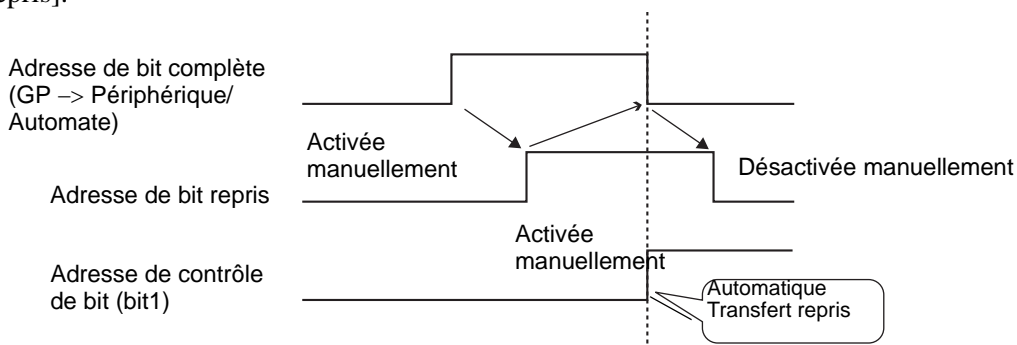 epris].
Adresse de bit complète
(GP –> Périphérique/
Automate)
Activée
manuellement
Désactivée manuellement
Adresse de bit repris
Activée
manuellement
Adresse de contrôle
de bit (bit1)
Automatique
Transfert repris